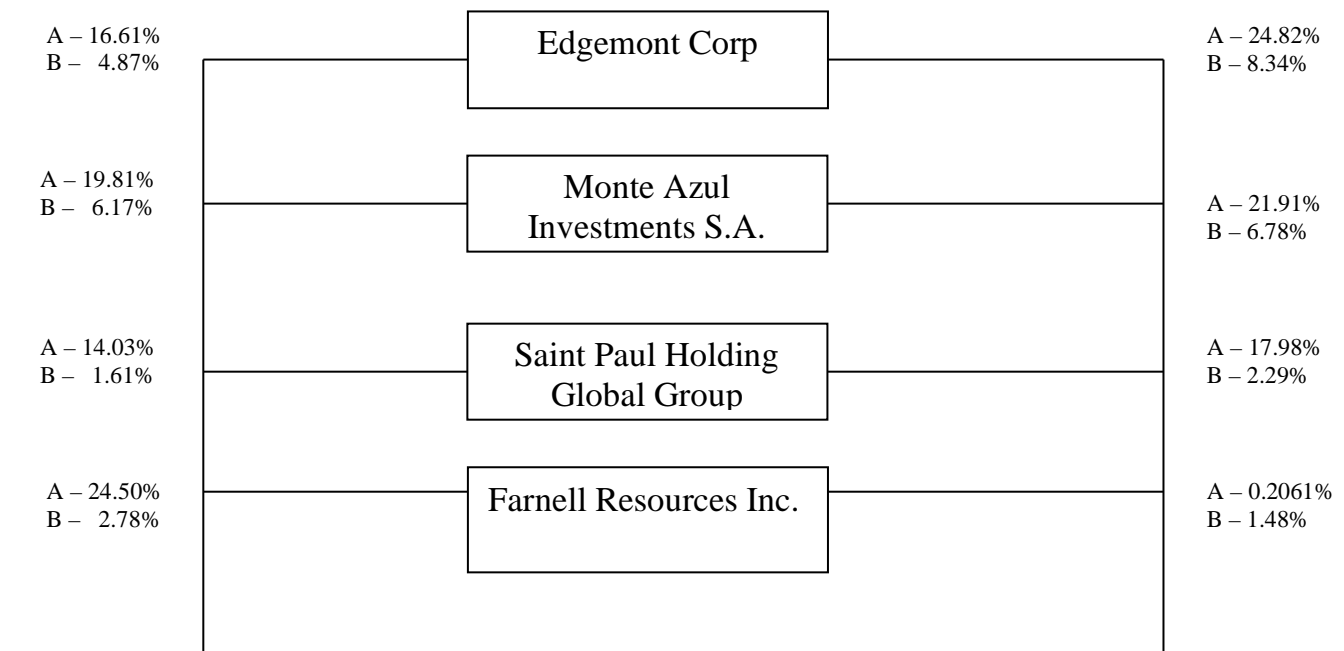 A – 16.61%
B –   4.87%
Edgemont Corp
A – 24.82%
B – 8.34%
A – 19.81%
B –   6.17%
Monte Azul
Investments S.A.
A – 21.91%
B – 6.78%
A – 14.03%
B –   1.61%
Saint Paul Holding
Global Group
A – 17.98%
B – 2.29%
A – 24.50%
B –   2.78%
Farnell Resources Inc.
A – 0.2061%
B – 1.48%